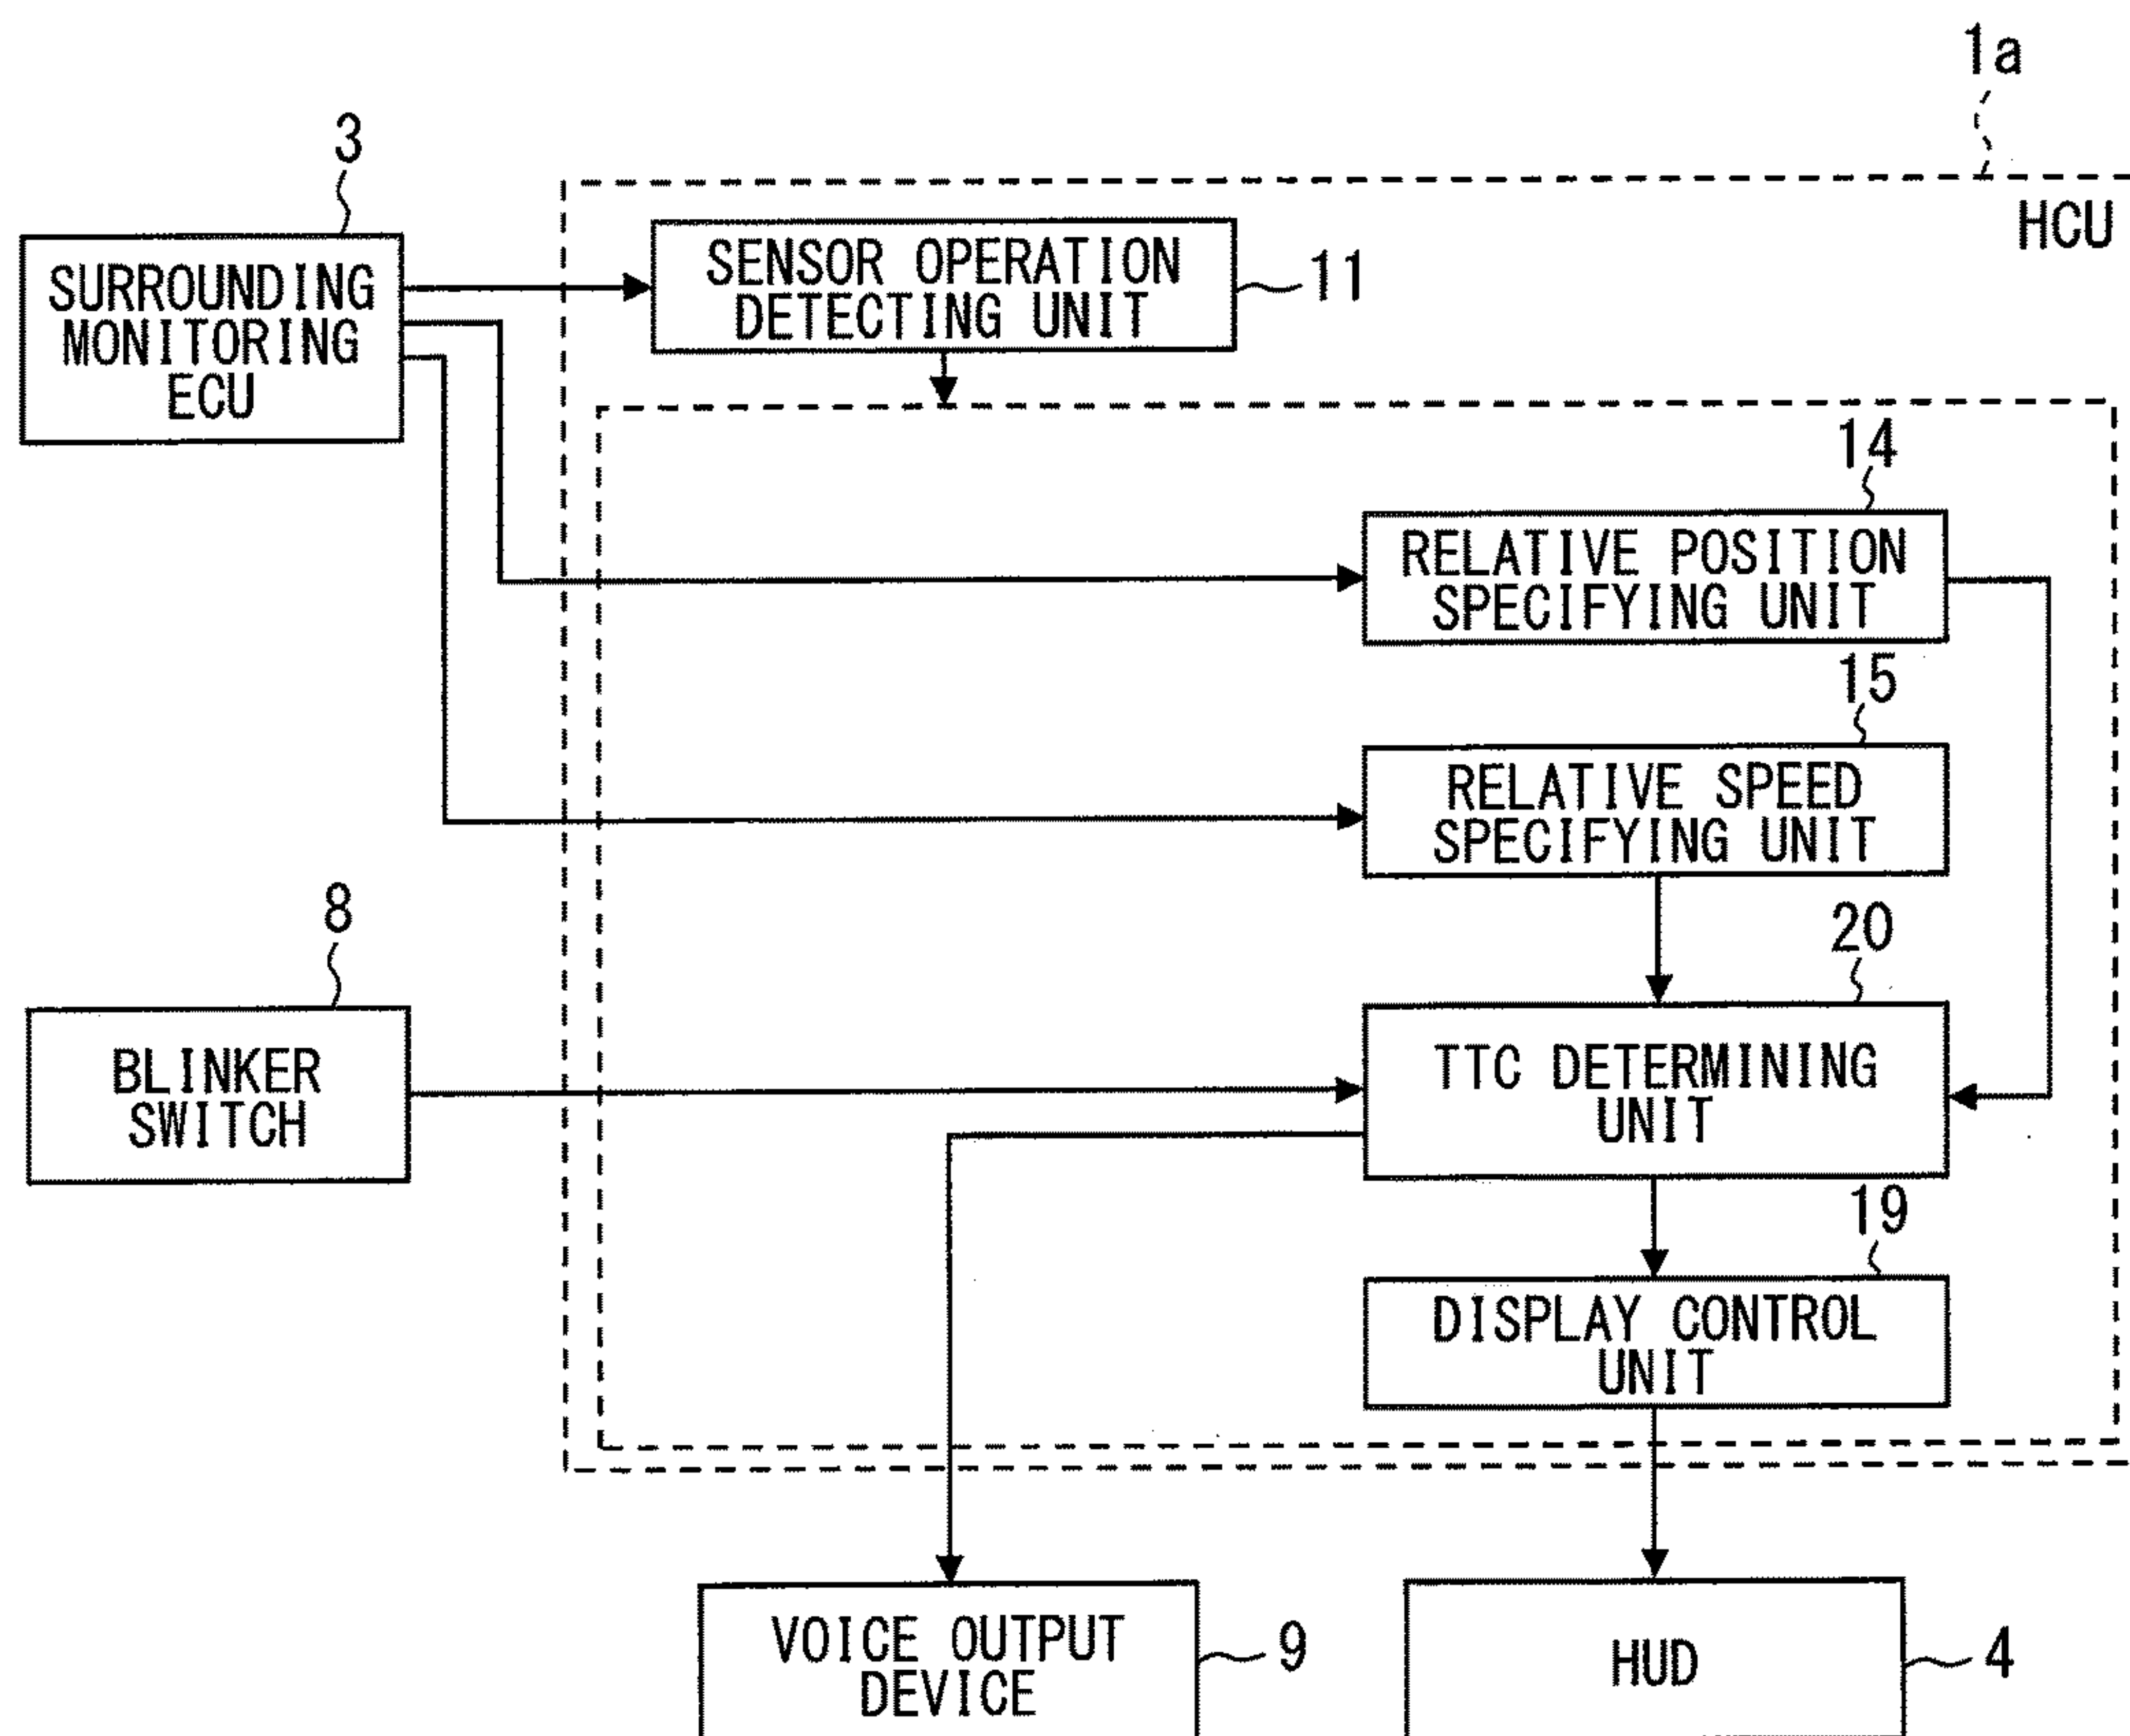 1a
HCU
3
SURROUNDING
MONITORING
ECU
SENSOR OPERATION
DETECTING UNIT
11
14
RELATIVE POSITION
SPECIFYING UNIT
15
RELATIVE SPEED
SPECIFYING UNIT
8
BLINKER
SWITCH
20
TTC DETERMINING
UNIT
19
DISPLAY CONTROL
UNIT
VOICE OUTPUT
DEVICE
9
HUD
4